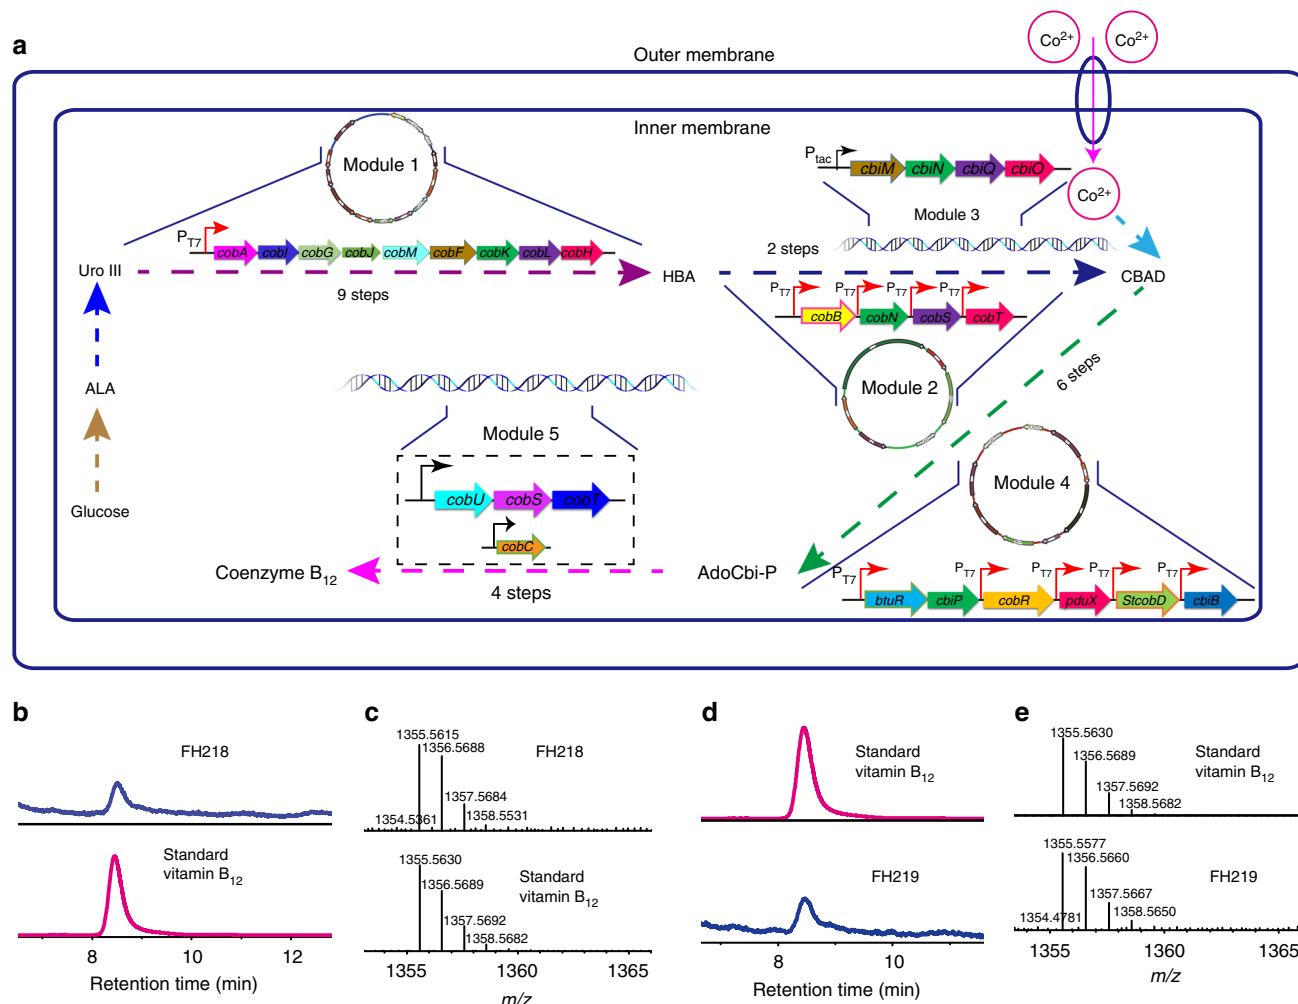 a
Outer membrane
Co2+
Co2+
Inner membrane
Module 1
Ptac
cbiM
cbiN
cbiQ
cbiO
Co2+
Module 3
PT7
cobA
cobI
cobG
cobJ
cobM
cobF
cobK
cobL
cobH
Uro III
9 steps
HBA
2 steps
CBAD
PT7
PT7
PT7
PT7
cobB
cobN
cobS
cobT
Module 2
6 steps
ALA
Glucose
Module 5
cobU
cobS
cobT
cobC
Module 4
Coenzyme B12
4 steps
AdoCbi-P
PT7
PT7
PT7
PT7
PT7
btuR
cbiP
cobR
pduX
StcobD
cbiB
b
FH218
Standard
vitamin B12
8
10
12
Retention time (min)
c
1355.5615
1356.5688
FH218
1357.5684
1358.5531
1354.5361
1355.5630
1356.5689
Standard
vitamin B12
1357.5692
1358.5682
1355
1360
1365
m/z
d
Standard
vitamin B12
FH219
8
10
Retention time (min)
e
1355.5630
1356.5689
Standard
vitamin B12
1357.5692
1358.5682
1355.5577
1356.5660
FH219
1357.5667
1354.4781
1358.5650
1355
1360
1365
m/z